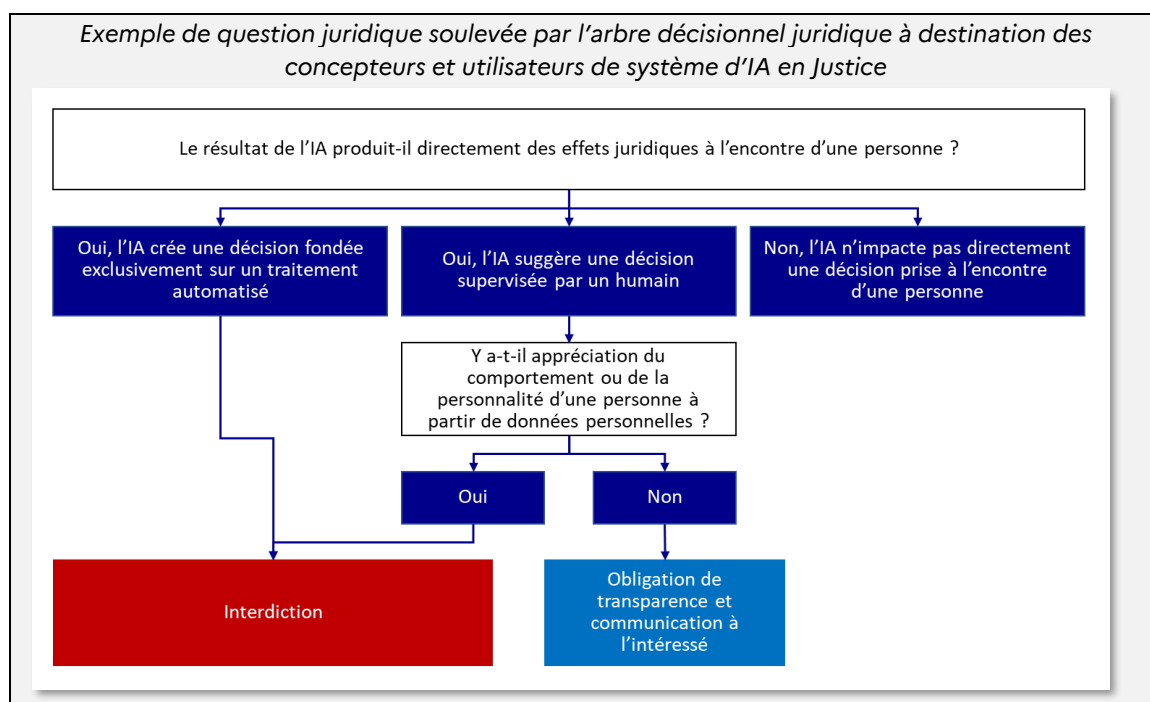 Exemple de question juridique soulevée par l’arbre décisionnel juridique à destination des
concepteurs et utilisateurs de système d’IA en Justice
Le résultat de l’IA produit-il directement des effets juridiques à l’encontre d’une personne ?
Oui, l’IA crée une décision fondée
exclusivement sur un traitement
automatisé
Oui, l’IA suggère une décision
supervisée par un humain
Non, l’IA n’impacte pas directement
une décision prise à l’encontre
d’une personne
Y a-t-il appréciation du
comportement ou de la
personnalité d’une personne à
partir de données personnelles ?
Oui
Non
Interdiction
Obligation de
transparence et
communication à
l’intéressé